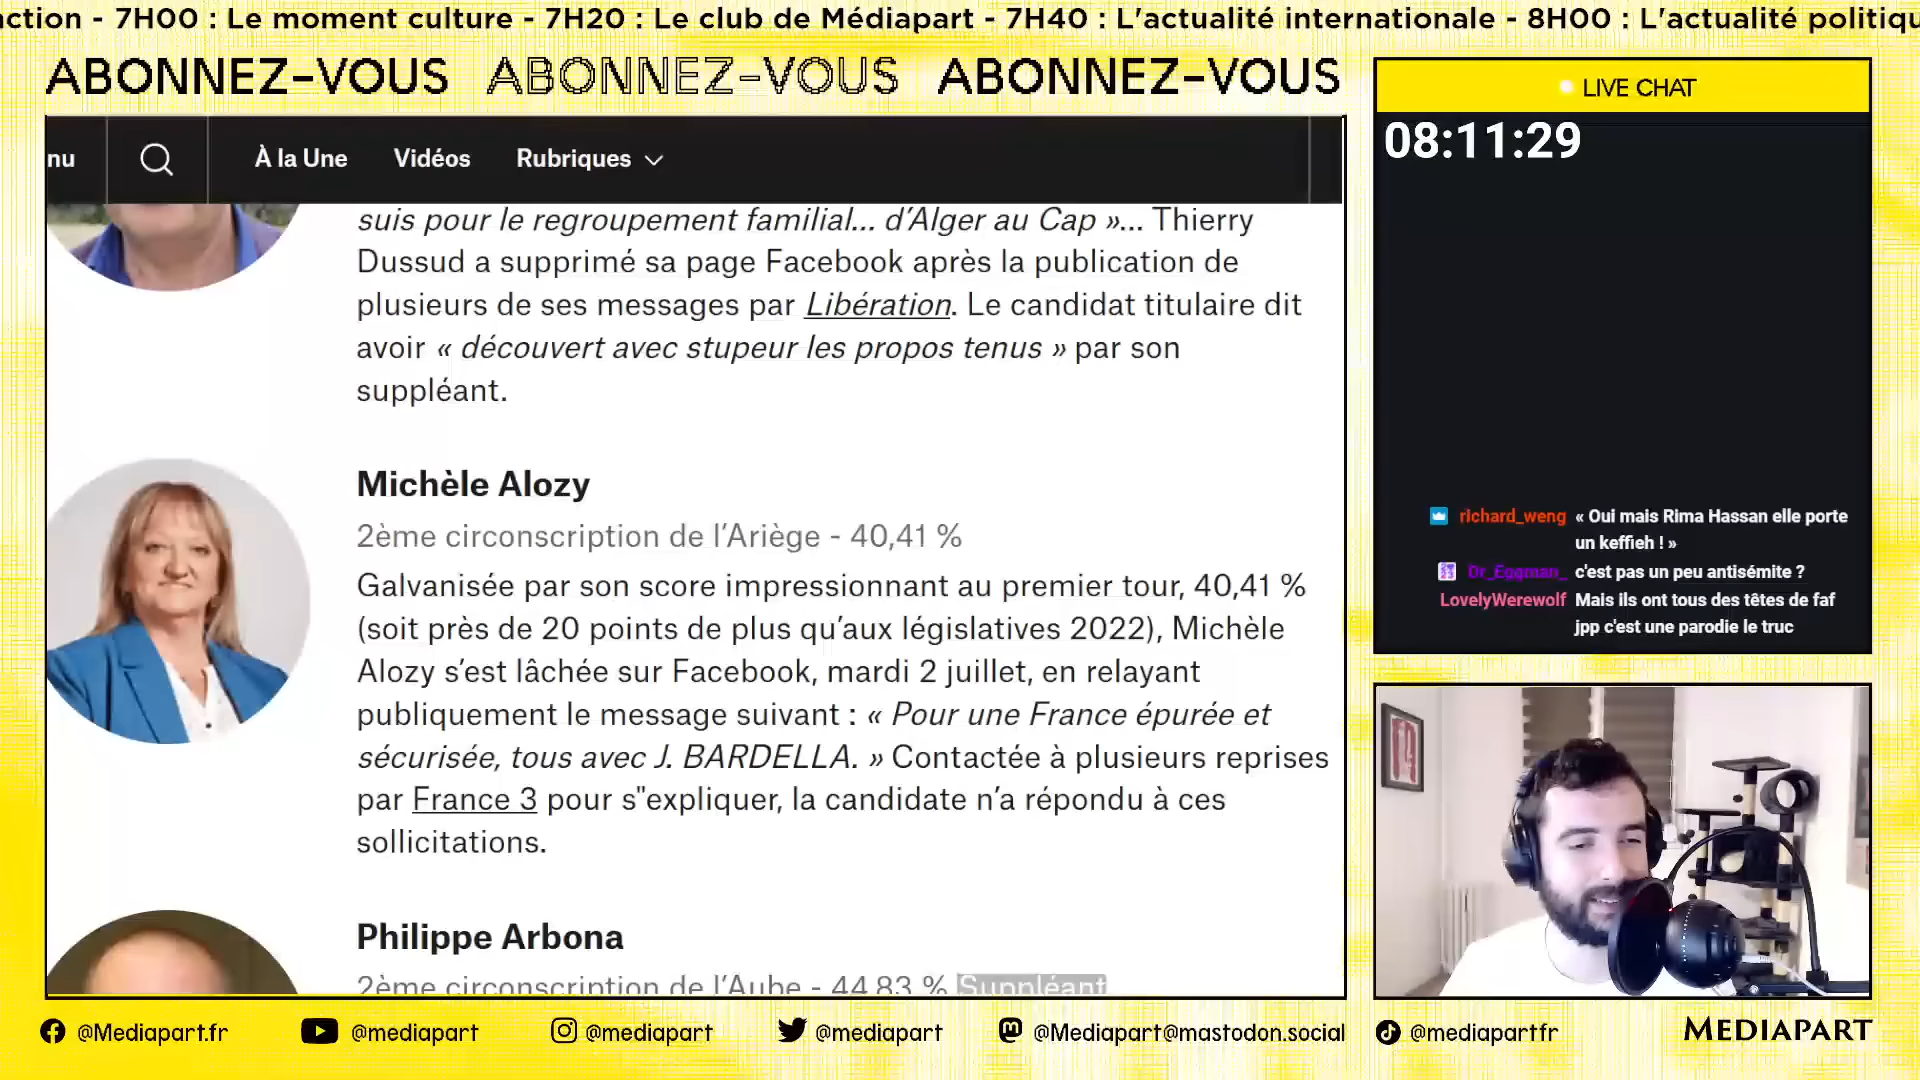 ction - 7H00 : Le moment culture - 7H20 : Le club de Médiapart - 7H40 : L'actualité internationale - 8H00 : L'actualité politiqu
ABONNEZ-VOUS ABONNEZ-VOUS ABONNEZ-VOUS
LIVE CHAT
08:11:29
nu
À la Une
Vidéos
Rubriques
suis pour le regroupement familial... d'Alger au Cap »... Thierry
Dussud a supprimé sa page Facebook après la publication de
plusieurs de ses messages par Libération. Le candidat titulaire dit
avoir « découvert avec stupeur les propos tenus » par son
suppléant.
Michèle Alozy
2ème circonscription de l'Ariège - 40,41 %
Galvanisée par son score impressionnant au premier tour, 40,41 %
(soit près de 20 points de plus qu'aux législatives 2022), Michèle
Alozy s'est lâchée sur Facebook, mardi 2 juillet, en relayant
publiquement le message suivant : « Pour une France épurée et
sécurisée, tous avec J. BARDELLA. » Contactée à plusieurs reprises
par France 3 pour s"expliquer, la candidate n'a répondu à ces
sollicitations.
Philippe Arbona
2ème circonscription de l'Aube - 44,83 % Suppléant
richard_weng « Oui mais Rima Hassan elle porte
un keffieh ! »
Dr_Eggman_ c'est pas un peu antisémite ?
LovelyWerewolf Mais ils ont tous des têtes de faf
jpp c'est une parodie le truc
@Mediapart.fr
@mediapart
@mediapart
@mediapart
@Mediapart@mastodon.social
@mediapartfr
MEDIAPART